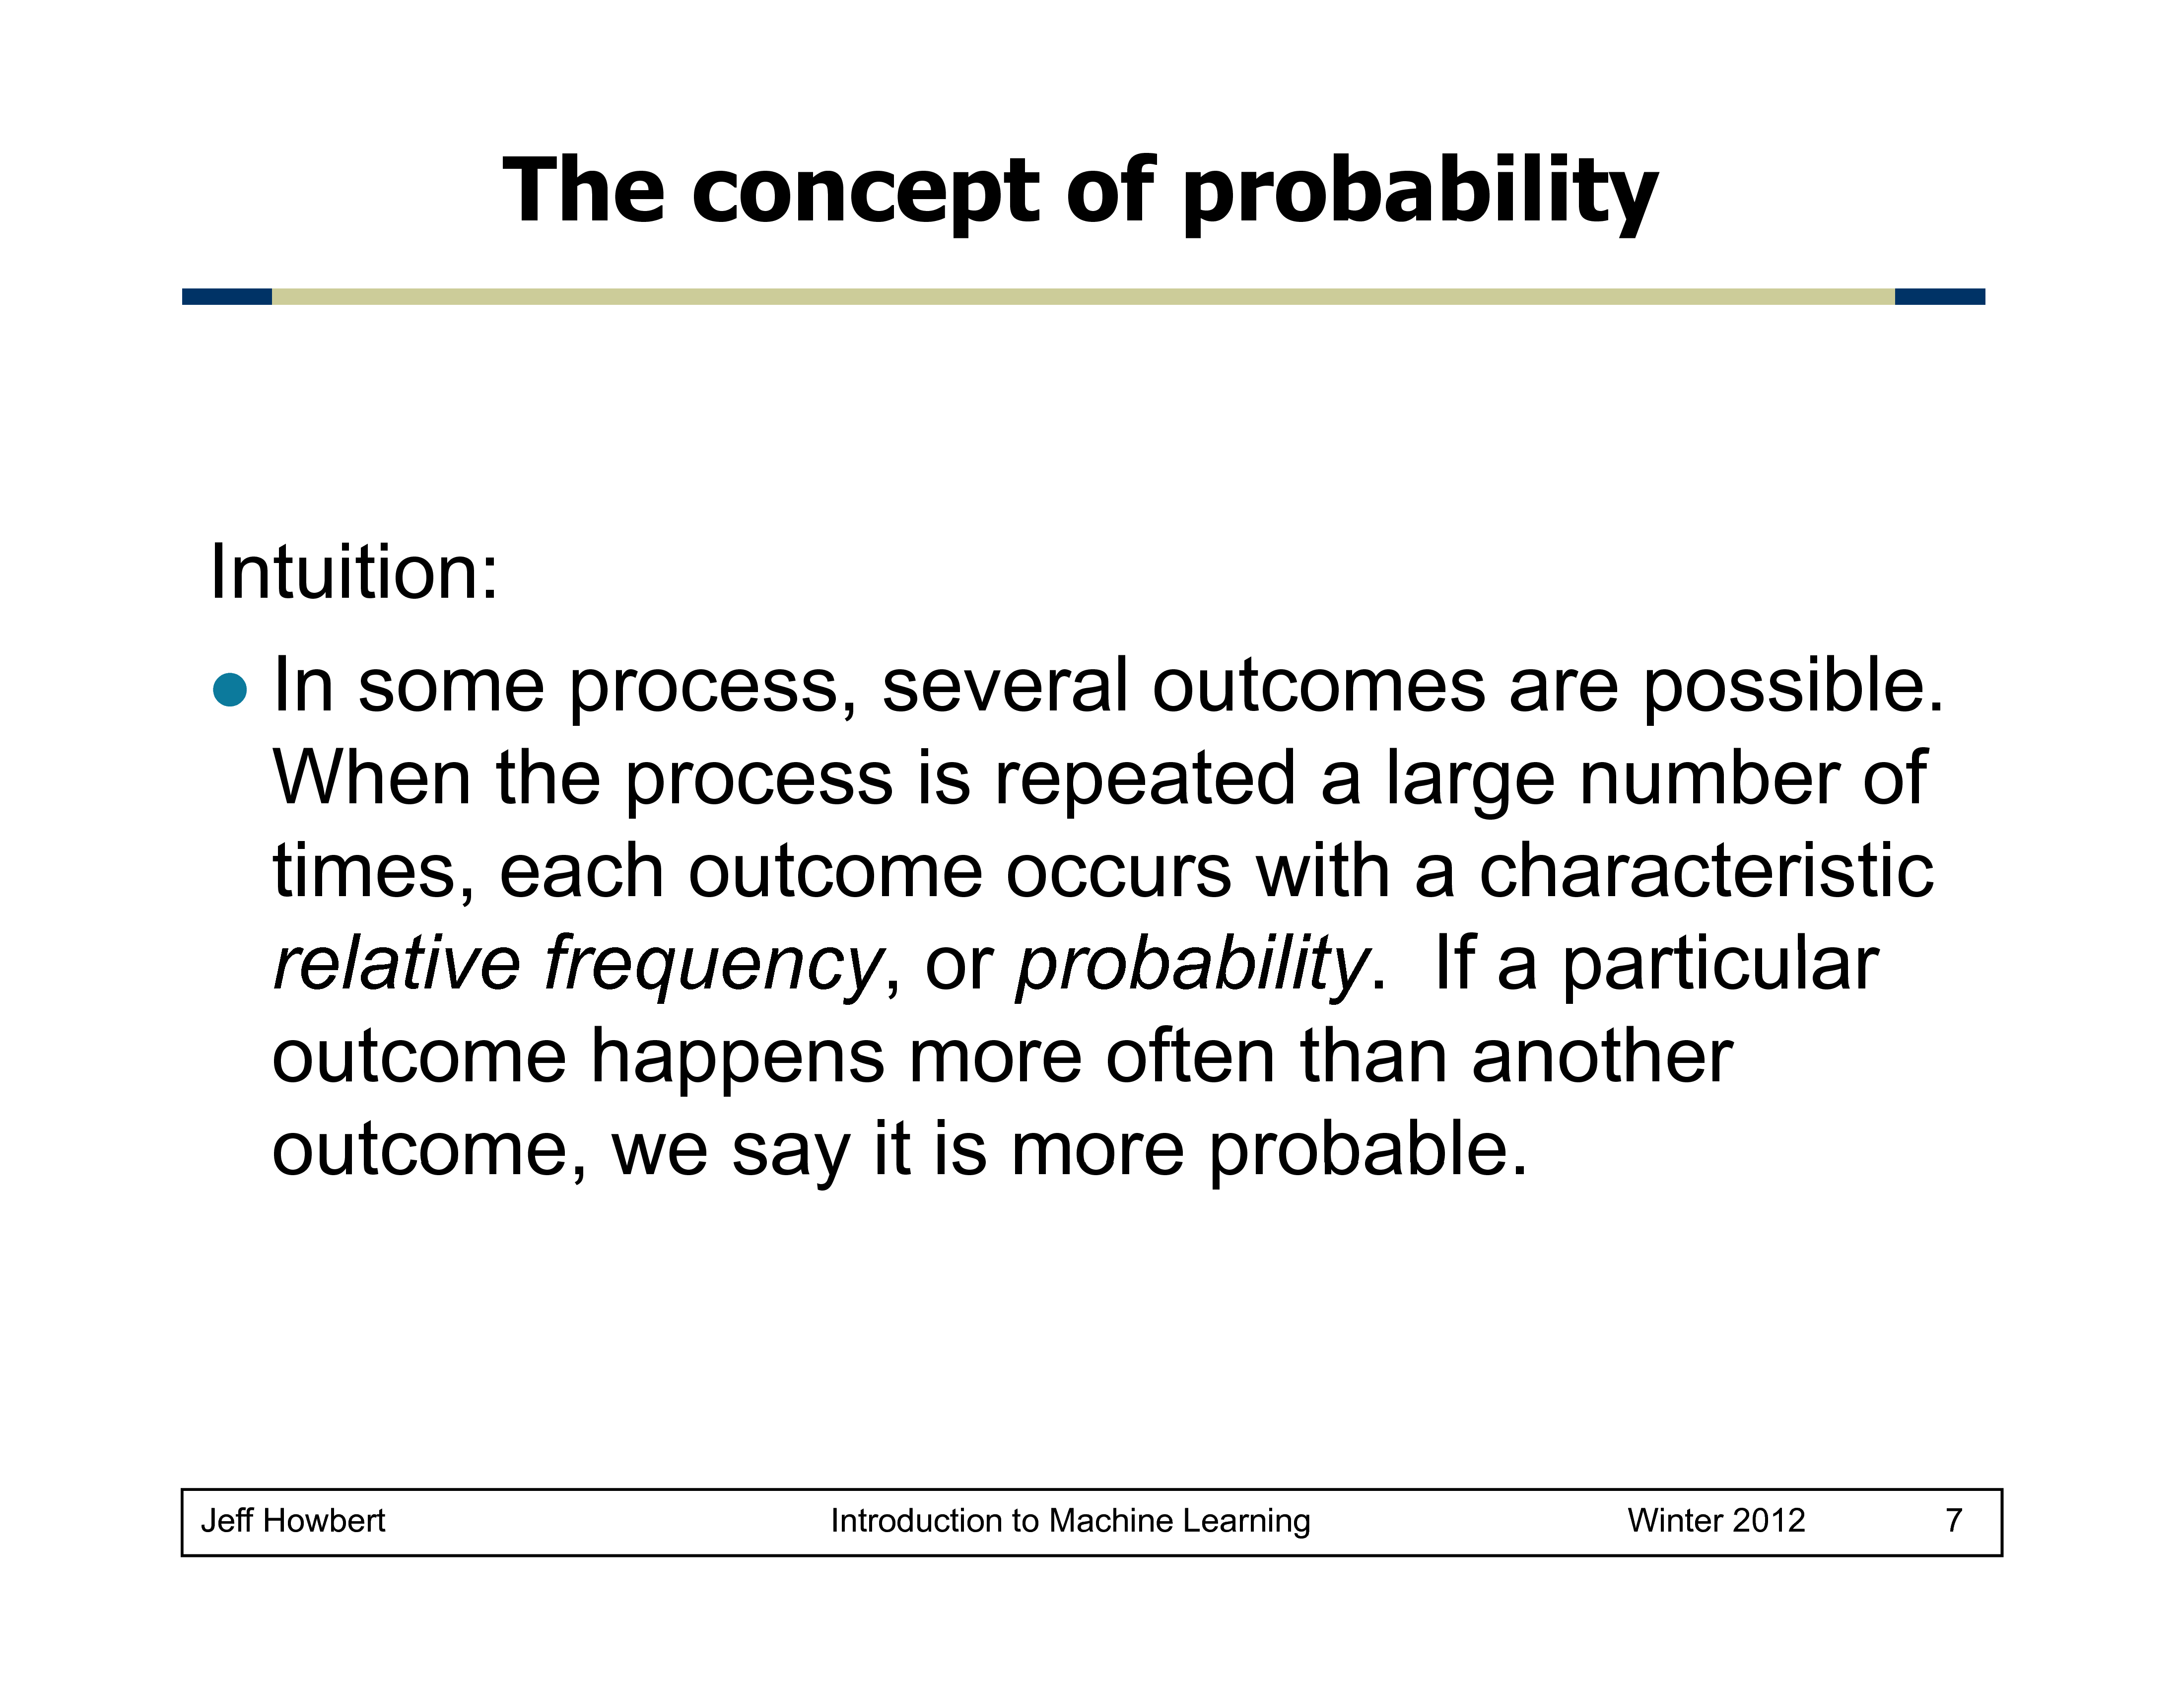 The concept of probability
Intuition:
In some process, several outcomes are possible.
When the process is repeated a large number of
times, each outcome occurs with a characteristic
relative frequency, or probability.  If a particular
outcome happens more often than another
outcome, we say it is more probable.
Jeff Howbert Introduction to Machine Learning Winter 2012 7